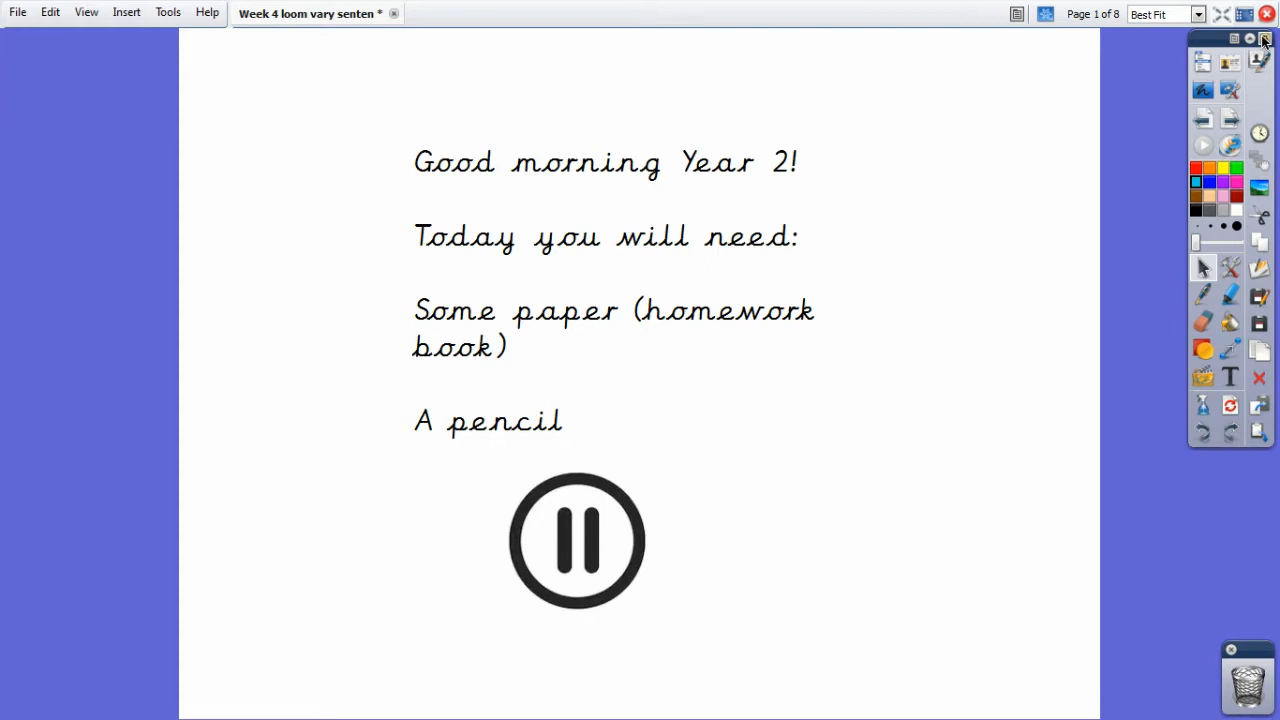 File Edit View Insert Tools Help Week 4 loom vary senten * Page 1 of 8 Best Fit
Good morning Year 2!
Today you will need:
Some paper (homework
book)
A pencil